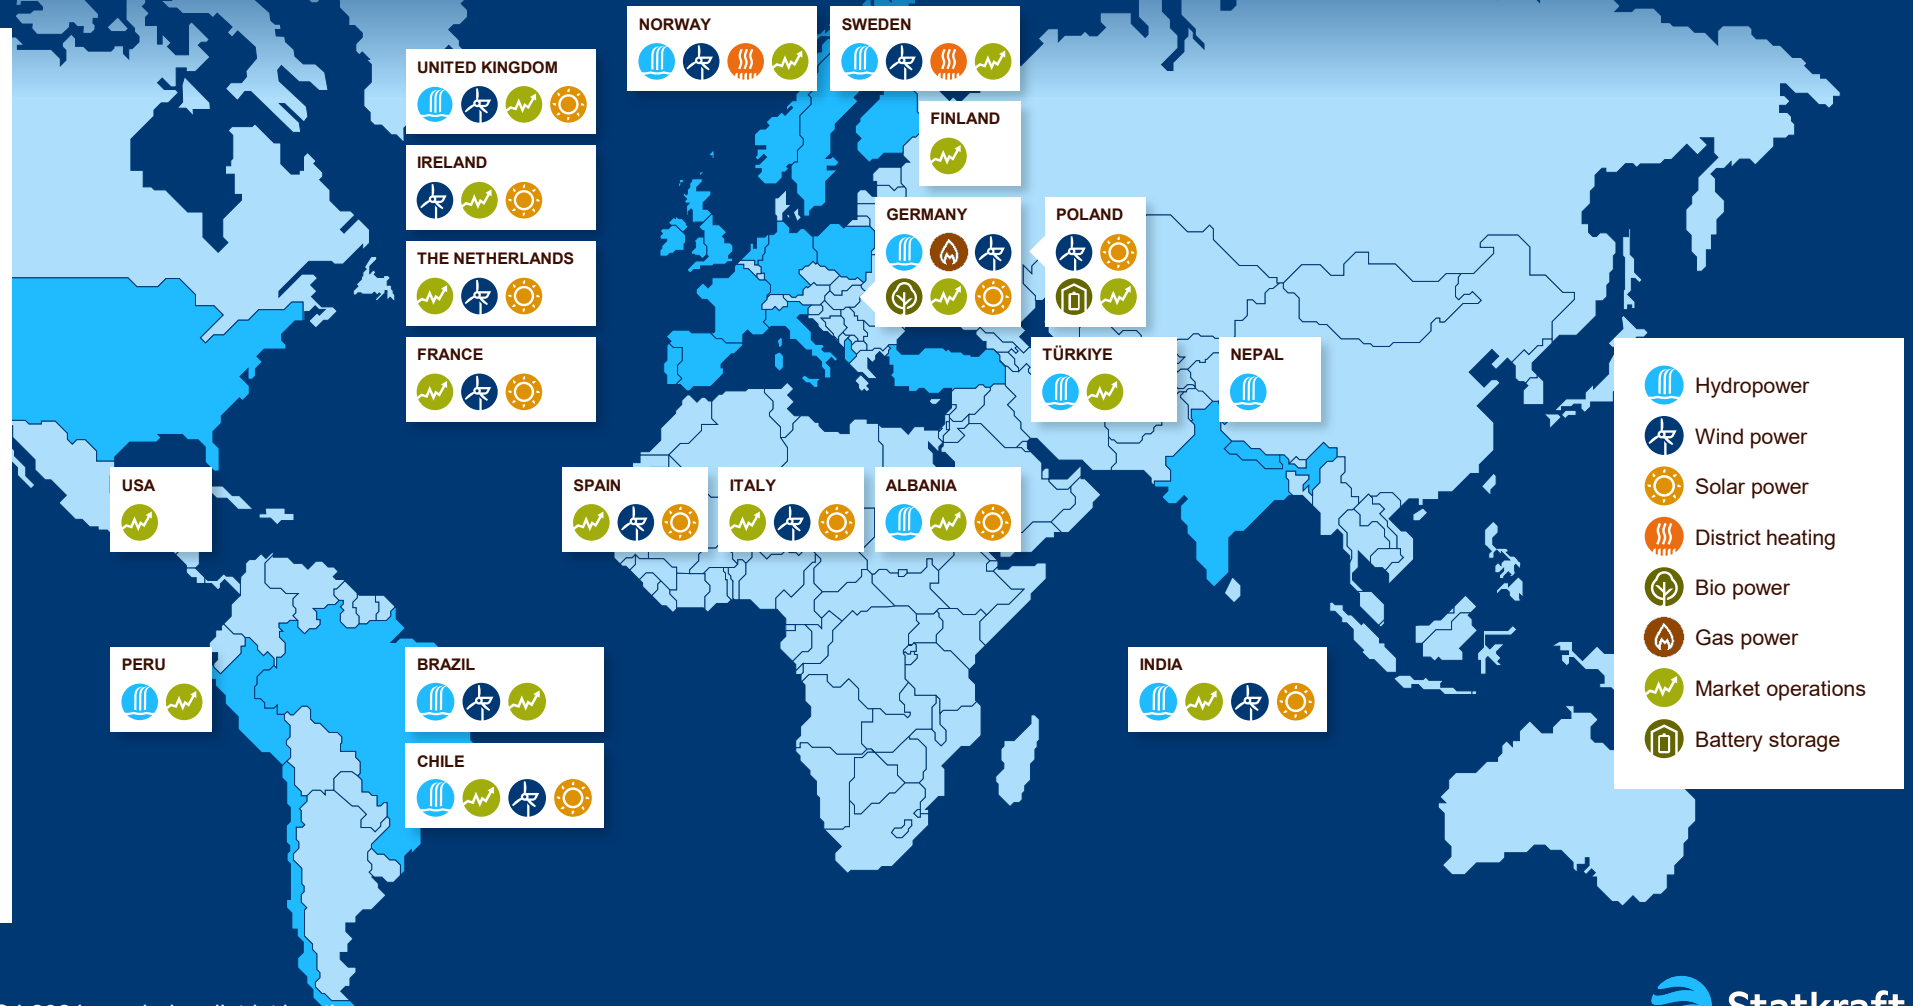 NORWAY
SWEDEN
UNITED KINGDOM
FINLAND
IRELAND
GERMANY
POLAND
THE NETHERLANDS
FRANCE
TÜRKIYE
NEPAL
Hydropower
Wind power
Solar power
District heating
Bio power
Gas power
Market operations
Battery storage
USA
SPAIN
ITALY
ALBANIA
PERU
BRAZIL
INDIA
CHILE
Statkraft